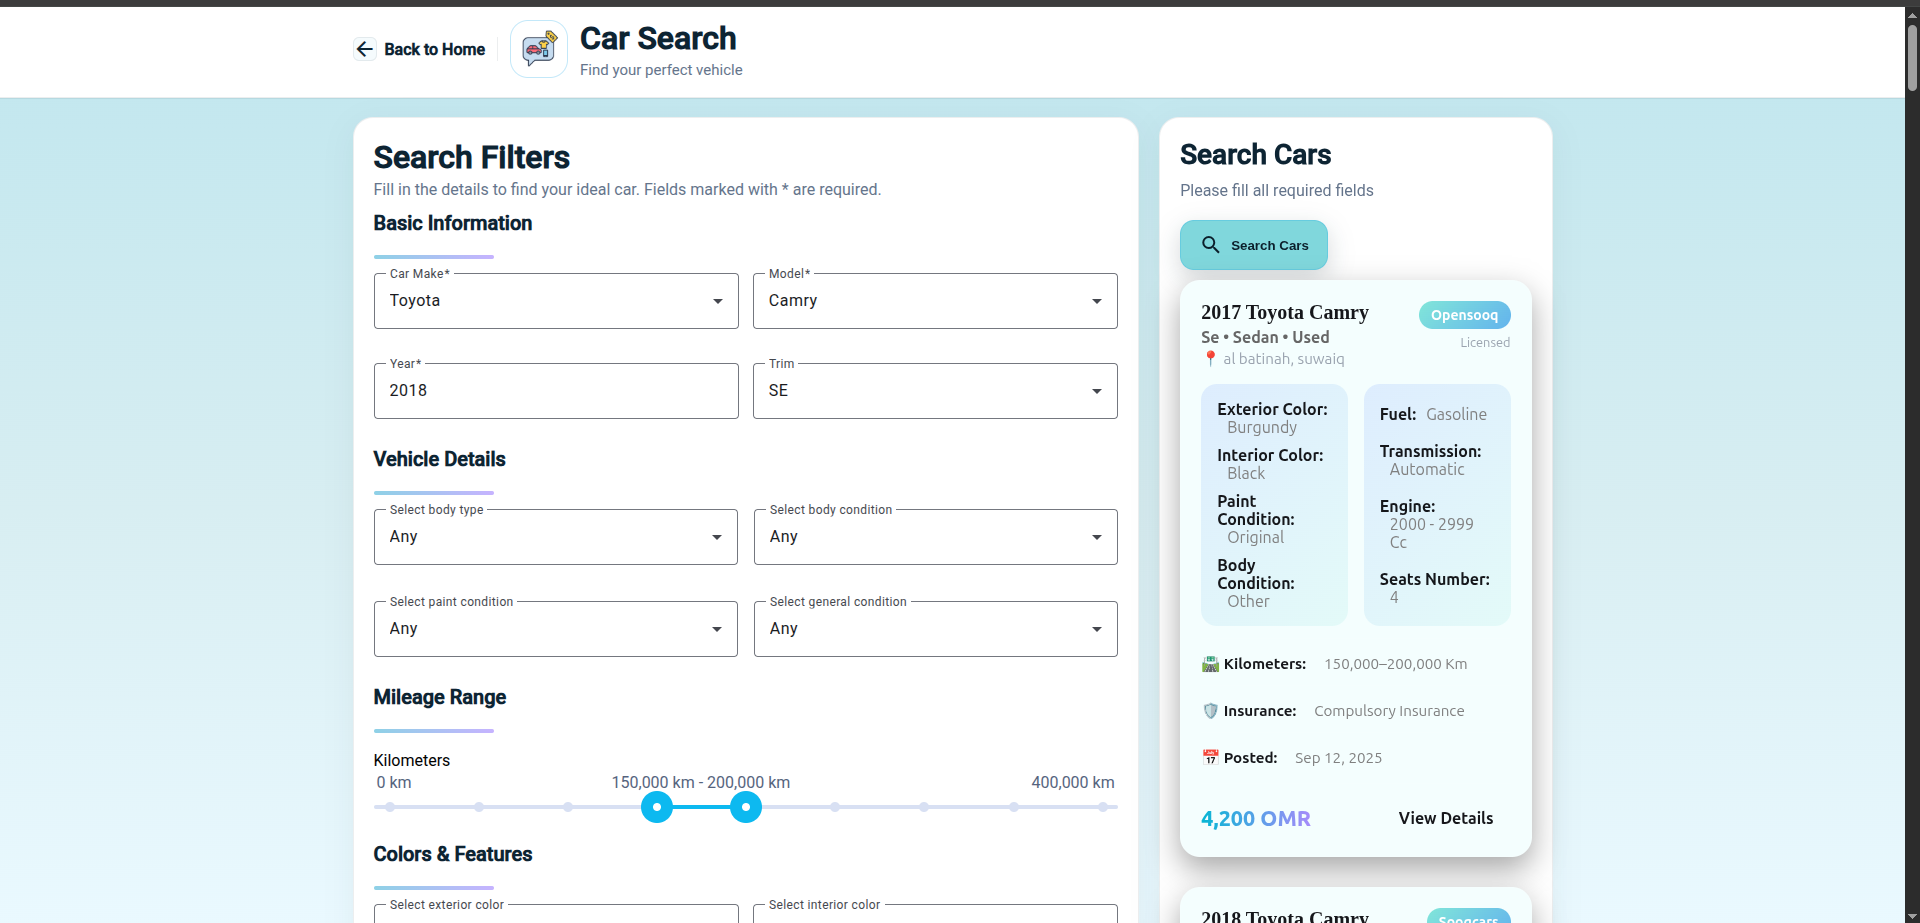 Back to Home
Car Search
Find your perfect vehicle
Search Filters
Fill in the details to find your ideal car. Fields marked with * are required.
Basic Information
Car Make*
Toyota
Model*
Camry
Year*
2018
Trim
SE
Vehicle Details
Select body type
Any
Select body condition
Any
Select paint condition
Any
Select general condition
Any
Mileage Range
Kilometers
0 km
150,000 km - 200,000 km
400,000 km
Colors & Features
Select exterior color
Select interior color
Search Cars
Please fill all required fields
Search Cars
2017 Toyota Camry
Opensooq
Se • Sedan • Used
Licensed
al batinah, suwaiq
Exterior Color:
Burgundy
Interior Color:
Black
Paint
Condition:
Original
Body
Condition:
Other
Fuel: Gasoline
Transmission:
Automatic
Engine:
2000 - 2999
Cc
Seats Number:
4
Kilometers: 150,000–200,000 Km
Insurance: Compulsory Insurance
Posted: Sep 12, 2025
4,200 OMR
View Details
2018 Toyota Camry
Sooqcars